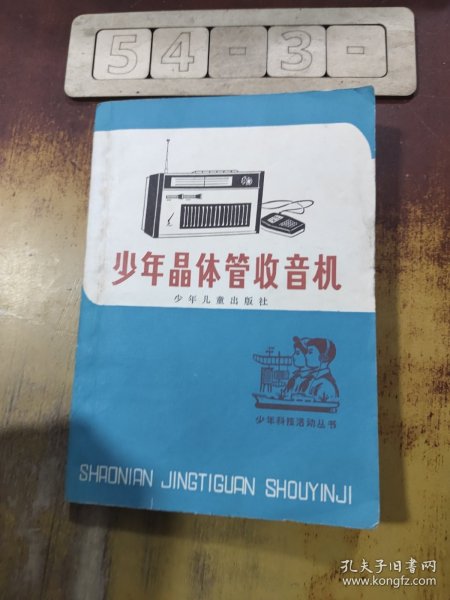 54-3-
少年晶体管收音机
少年儿童出版社
少年科技活动丛书
SHAONIAN JINGTIGUAN SHOUYINJI
孔夫子旧书网
www.kongfz.com